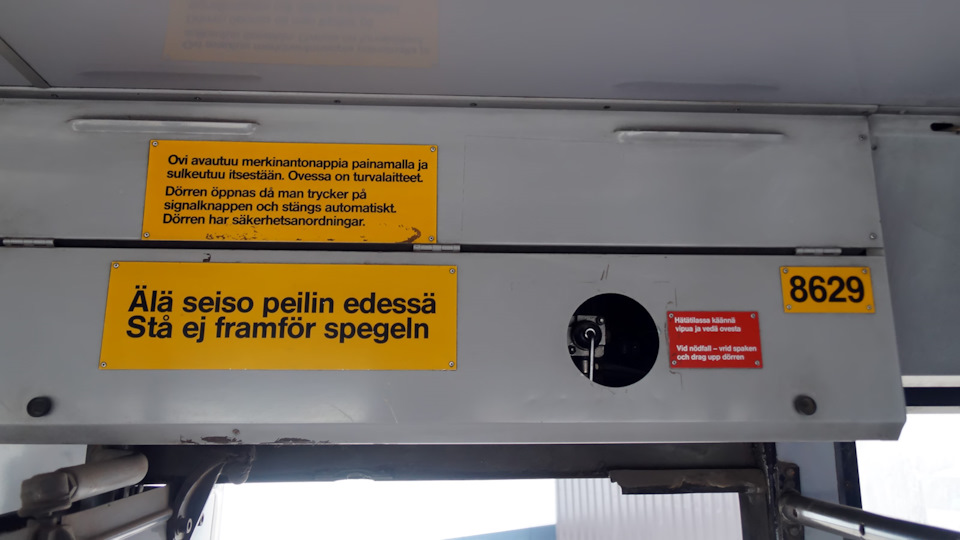 Ovi avautuu merkinantonappia painamalla ja
sulkeutuu itsestään. Ovessa on turvalaitteet.
Dörren öppnas då man trycker på
signalknappen och stängs automatiskt.
Dörren har säkerhetsanordningar.
Älä seiso peilin edessä
Stå ej framför spegeln
Hätätilassa käännä
vipua ja vedä ovesta
Vid nödfall – vrid spaken
och drag upp dörren
8629